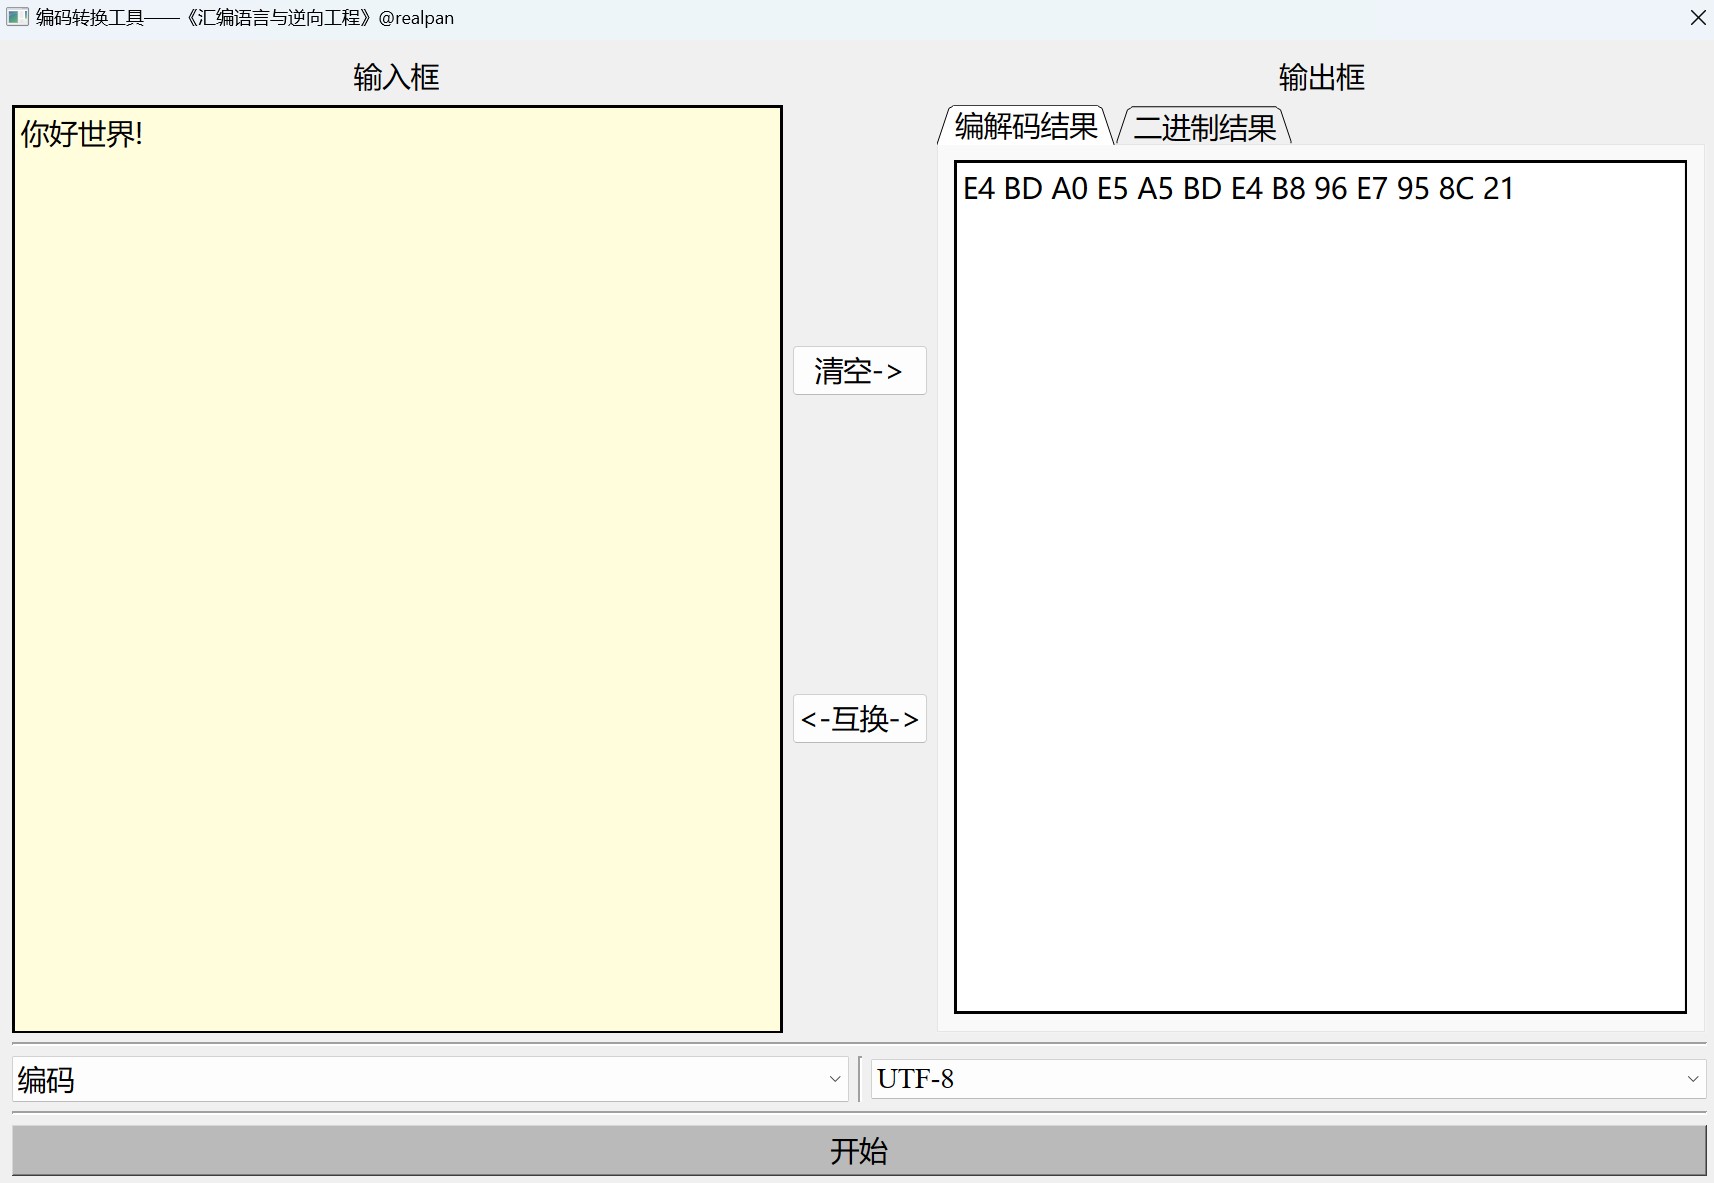 编码转换工具——《汇编语言与逆向工程》@realpan
输入框
输出框
你好世界!
编解码结果
二进制结果
E4 BD A0 E5 A5 BD E4 B8 96 E7 95 8C 21
清空->
<-互换->
编码
UTF-8
开始